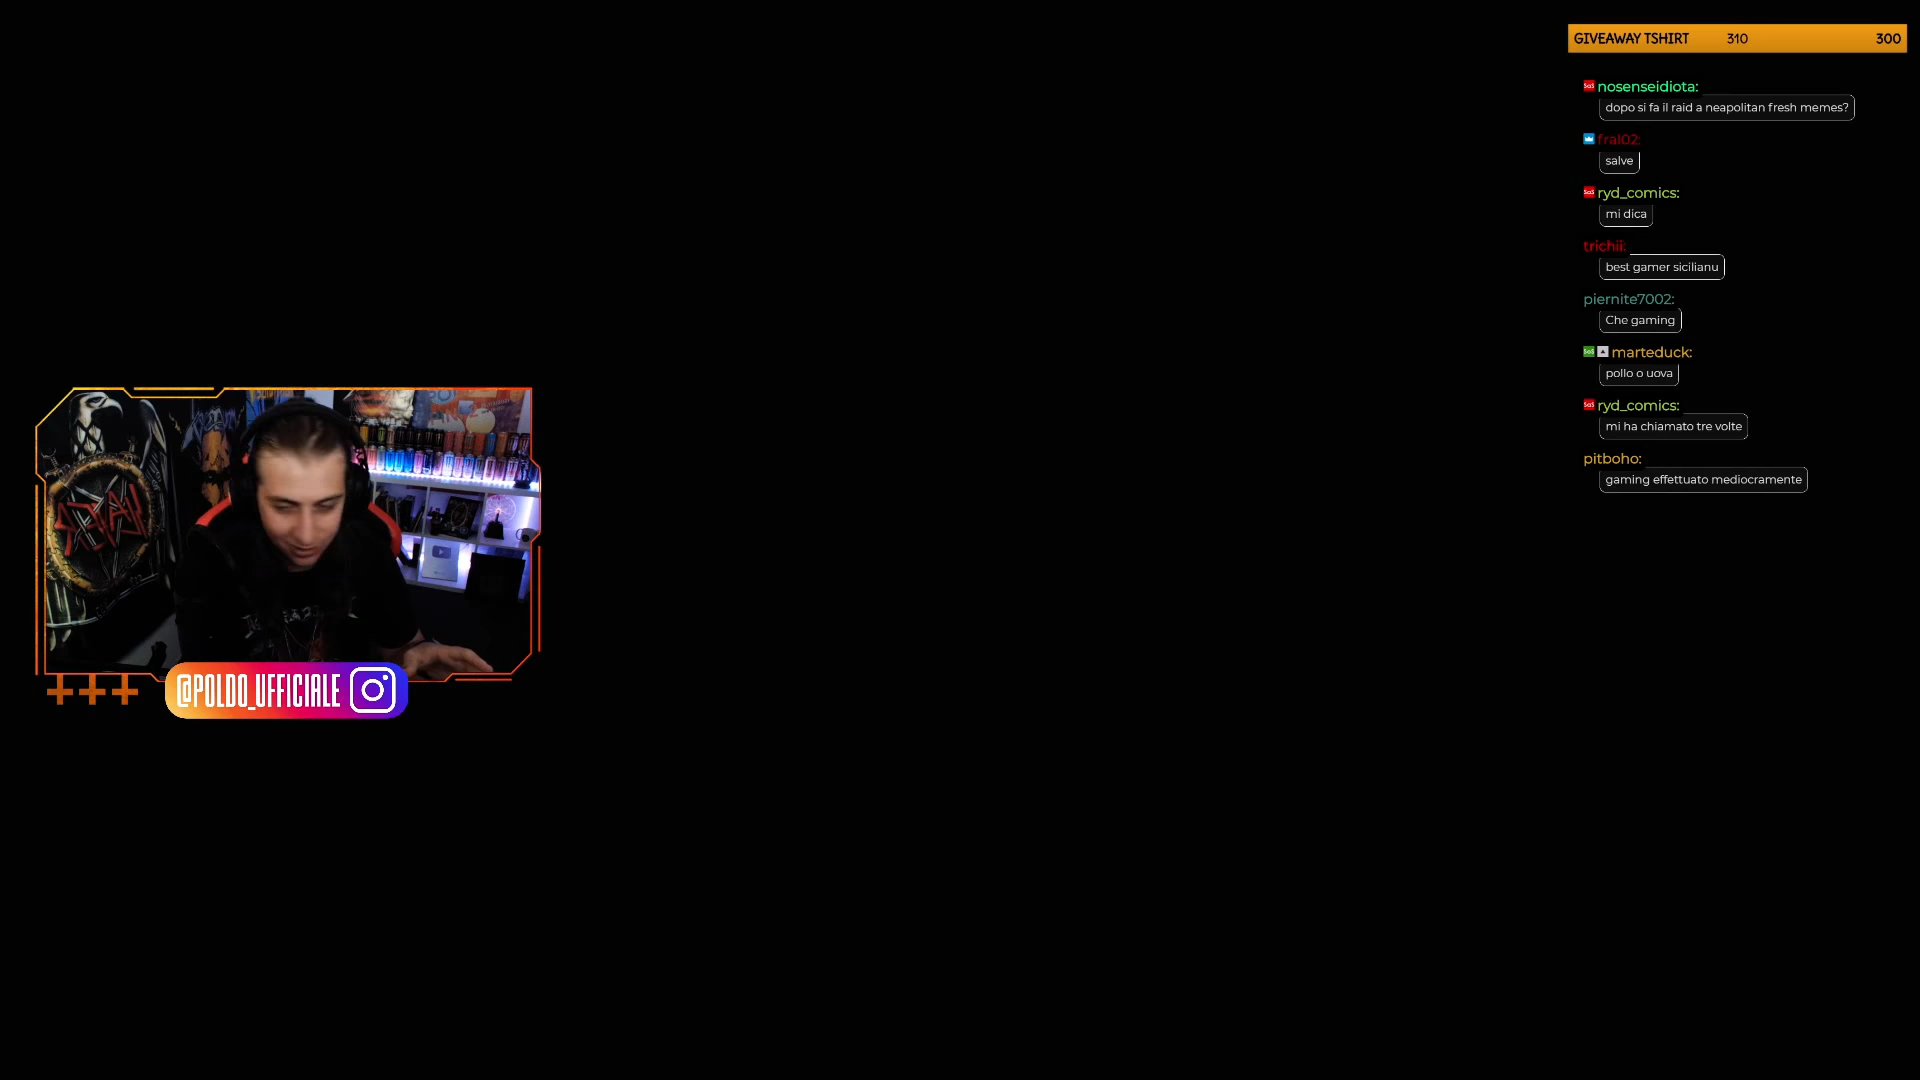 GIVEAWAY TSHIRT 310 300
nosenseidiota:
dopo si fa il raid a neapolitan fresh memes?
fral02:
salve
ryd_comics:
mi dica
trichii:
best gamer sicilianu
piernite7002:
Che gaming
marteduck:
pollo o uova
ryd_comics:
mi ha chiamato tre volte
pitboho:
gaming effettuato mediocramente
@POLDO_UFFICIALE